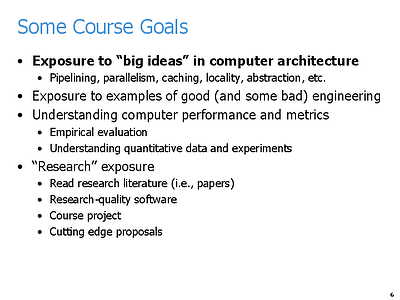 Some Course Goals
• Exposure to “big ideas” in computer architecture
• Pipelining, parallelism, caching, locality, abstraction, etc.
• Exposure to examples of good (and some bad) engineering
• Understanding computer performance and metrics
• Empirical evaluation
• Understanding quantitative data and experiments
• “Research” exposure
• Read research literature (i.e., papers)
• Research-quality software
• Course project
• Cutting edge proposals
6